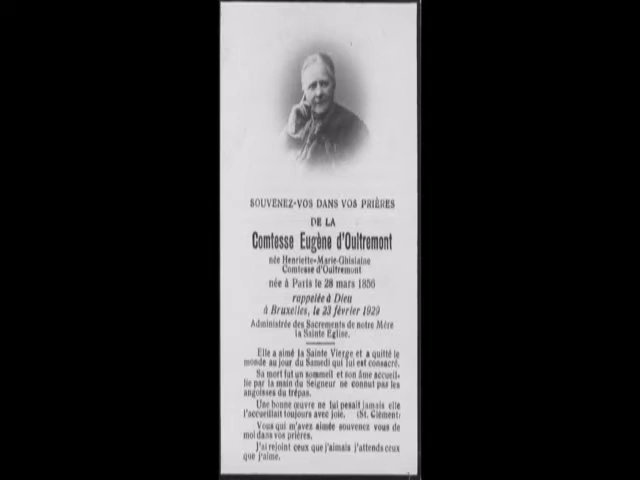 SOUVENEZ-VOS DANS VOS PRIÈRES
DE LA
Comtesse Eugène d'Oultremont
née Henriette-Marie-Ghislaine
Comtesse d'Oultremont
née à Paris le 28 mars 1856
rappelée à Dieu
à Bruxelles, le 23 février 1929
Administrée des Sacrements de notre Mère
la Sainte Eglise.
Elle a aimé la Sainte Vierge et a quitté le
monde au jour du Samedi qui lui est consacré.
Sa mort fut un sommeil et son âme accueil-
lie par la main du Seigneur ne connut pas les
angoisses du trépas.
Une bonne œuvre ne lui pesait jamais elle
l'accueillait toujours avec joie. (St. Clément)
Vous qui m'avez aimée souvenez vous de
moi dans vos prières.
J'ai rejoint ceux que j'aimais j'attends ceux
que j'aime.